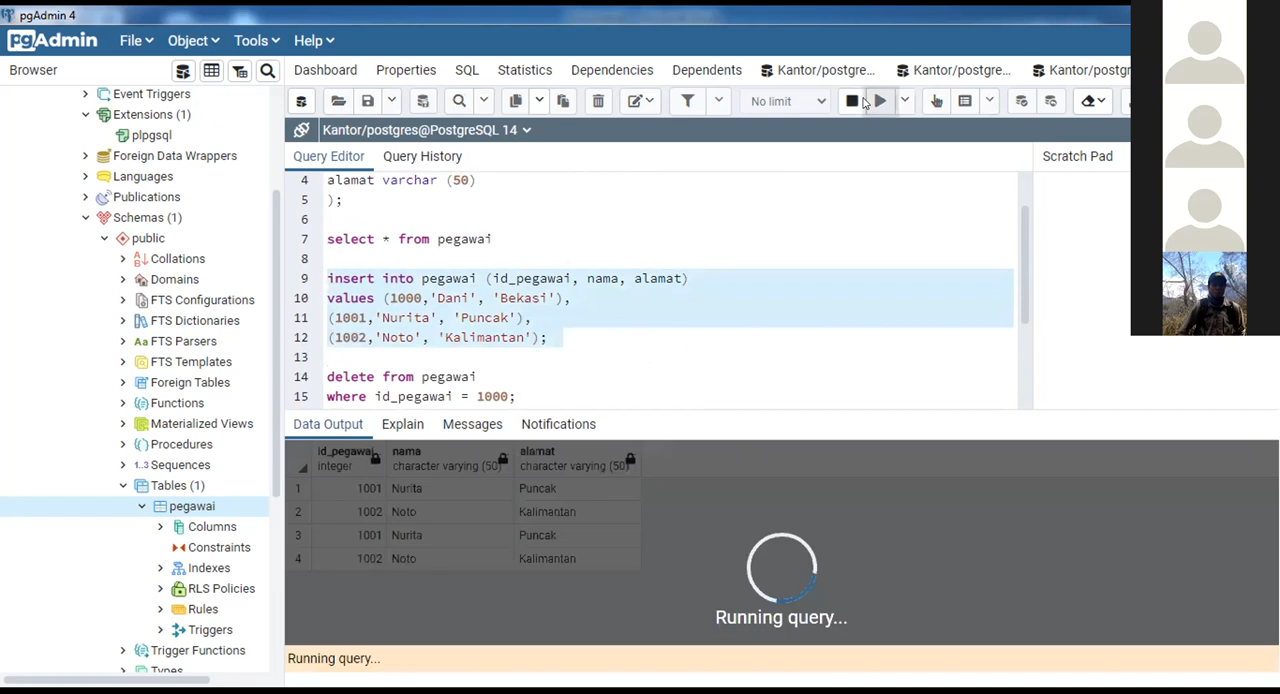 pgAdmin 4
pgAdmin File Object Tools Help
Browser
Dashboard Properties SQL Statistics Dependencies Dependents Kantor/postgre... Kantor/postgre... Kantor/postgr
No limit
Kantor/postgres@PostgreSQL 14
Query Editor Query History
Scratch Pad
Event Triggers
Extensions (1)
plpgsql
Foreign Data Wrappers
Languages
Publications
Schemas (1)
public
Collations
Domains
FTS Configurations
FTS Dictionaries
Aa FTS Parsers
FTS Templates
Foreign Tables
Functions
Materialized Views
Procedures
1..3 Sequences
Tables (1)
pegawai
Columns
Constraints
Indexes
RLS Policies
Rules
Triggers
Trigger Functions
Types
4 alamat varchar (50)
5 );
6
7 select * from pegawai
8
9 insert into pegawai (id_pegawai, nama, alamat)
10 values (1000,'Dani', 'Bekasi'),
11 (1001,'Nurita', 'Puncak'),
12 (1002,'Noto', 'Kalimantan');
13
14 delete from pegawai
15 where id_pegawai = 1000;
Data Output Explain Messages Notifications
id_pegawai nama alamat
integer character varying (50) character varying (50)
1 1001 Nurita Puncak
2 1002 Noto Kalimantan
3 1001 Nurita Puncak
4 1002 Noto Kalimantan
Running query...
Running query...